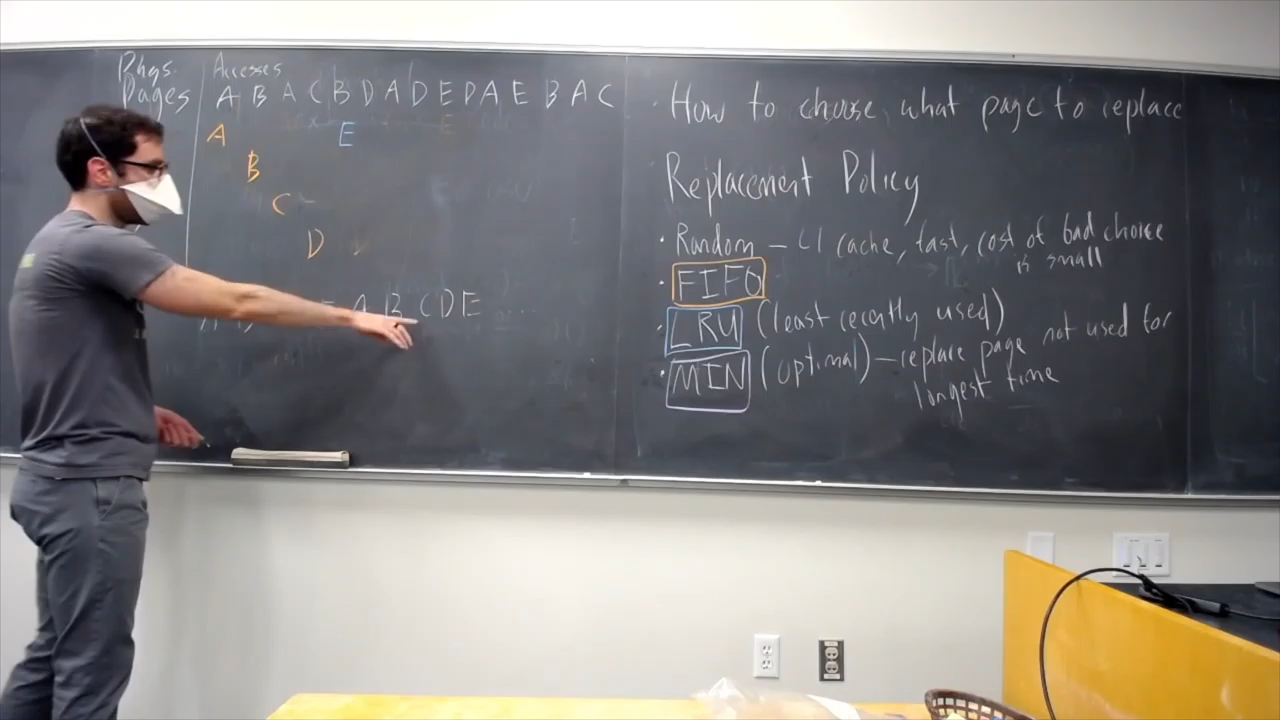 Phys. Accesses
Pages A B A C B D A D E D A E B A C
A E
B
C
D
A B C D E ...
How to choose what page to replace
Replacement Policy
· Random – L1 cache, fast, cost of bad choice
is small
· FIFO
· LRU (least recently used)
· MIN (optimal) – replace page not used for
longest time